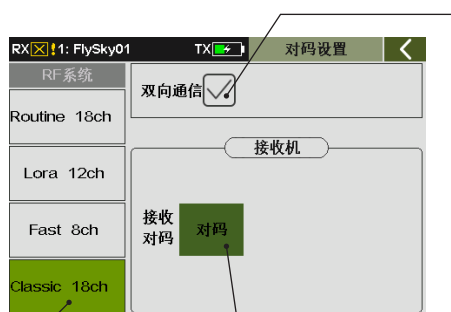 RX !1: FlySky01 TX 对码设置
RF系统
双向通信
Routine 18ch
接收机
Lora 12ch
接收
对码
对码
Fast 8ch
Classic 18ch